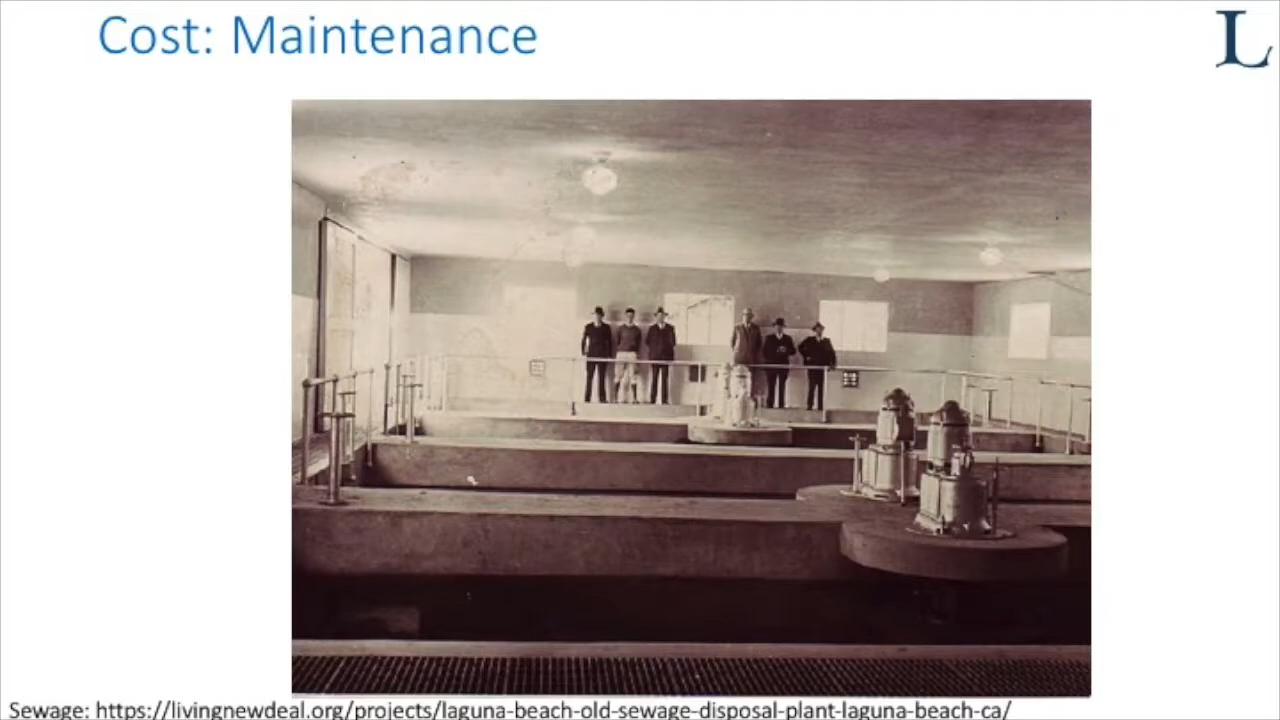 Cost: Maintenance
L
Sewage: https://livingnewdeal.org/projects/laguna-beach-old-sewage-disposal-plant-laguna-beach-ca/